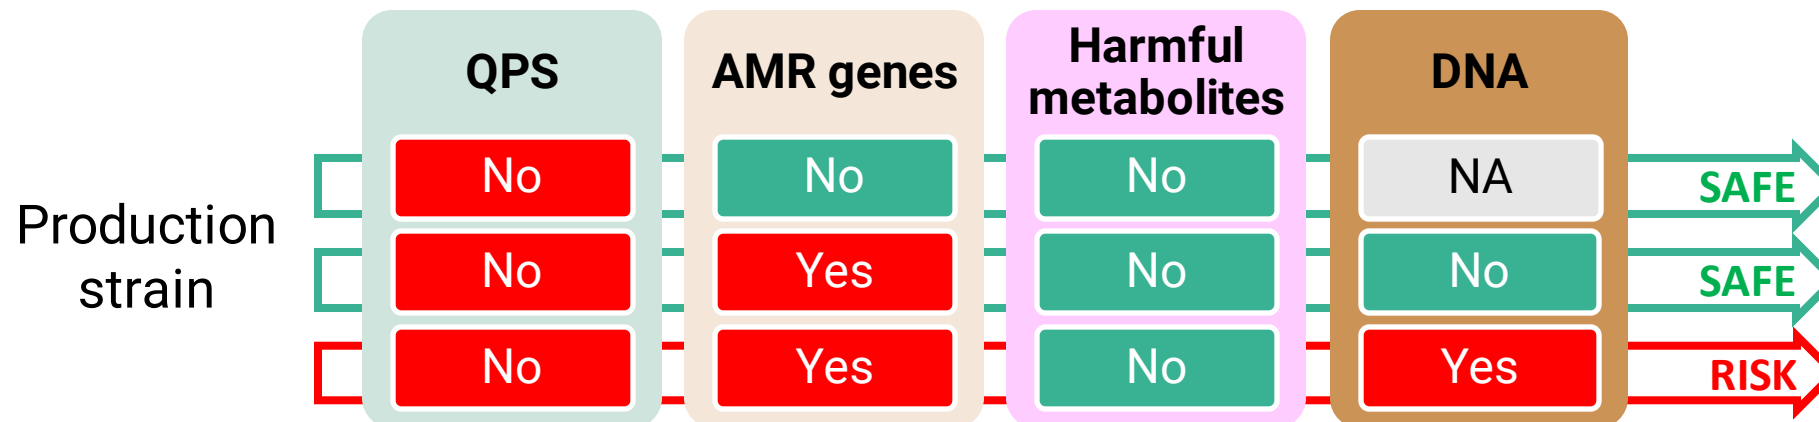 QPS
AMR genes
Harmful
metabolites
DNA
Production
strain
No
No
No
NA
SAFE
No
Yes
No
No
SAFE
No
Yes
No
Yes
RISK